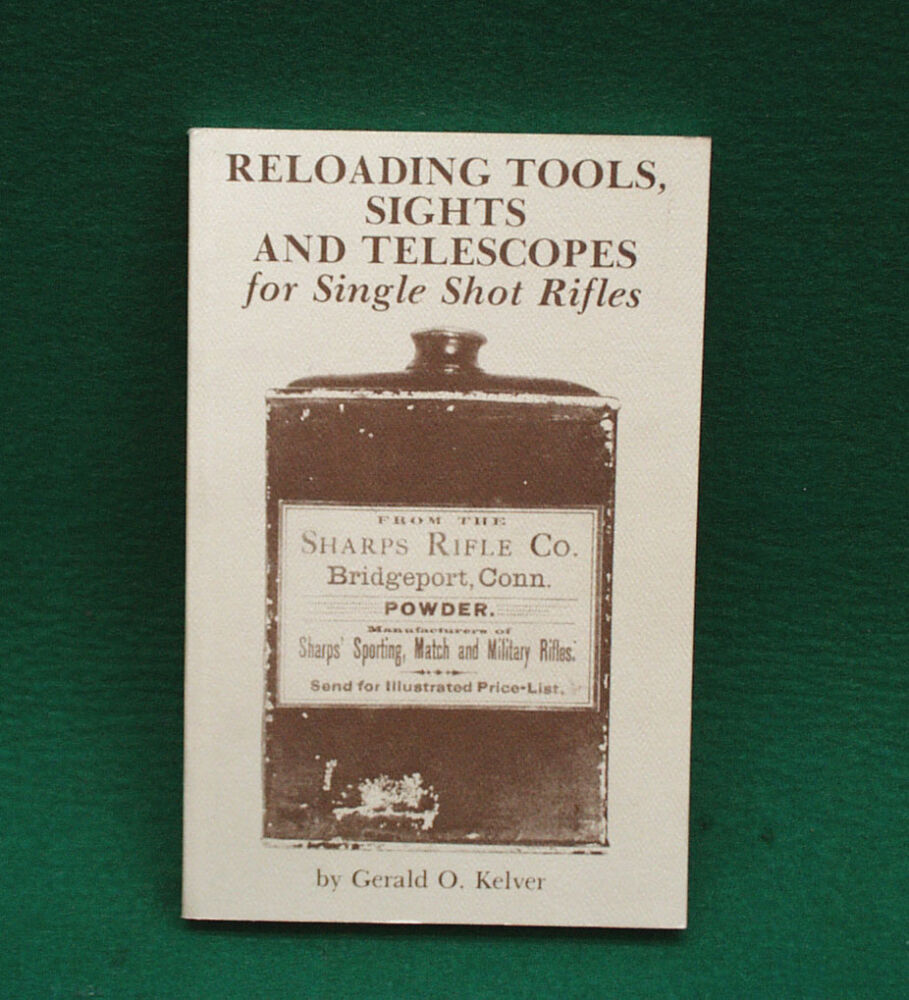 RELOADING TOOLS,
SIGHTS
AND TELESCOPES
for Single Shot Rifles
FROM THE
SHARPS RIFLE CO.
Bridgeport, Conn.
POWDER.
Manufacturers of
Sharps' Sporting, Match and Military Rifles.
Send for Illustrated Price-List.
by Gerald O. Kelver